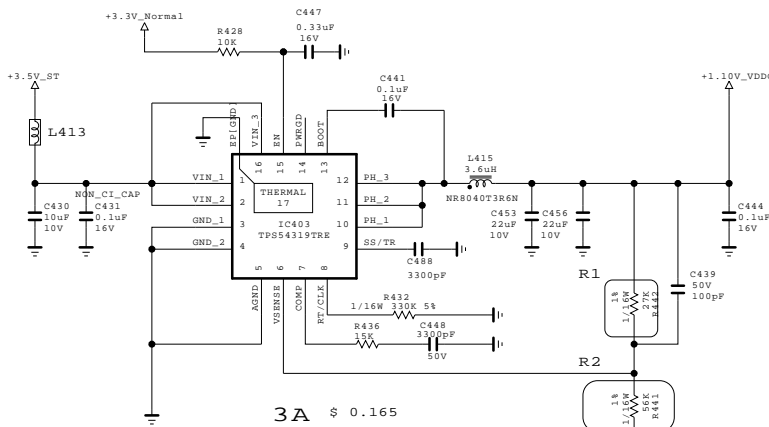 +3.3V_Normal
R428
10K
C447
0.33uF
16V
+3.5V_ST
L413
C441
0.1uF
16V
+1.10V_VDD
EP[GND]
VIN_3
EN
PWRGD
BOOT
16
15
14
13
NON_CI_CAP
C430
10uF
10V
C431
0.1uF
16V
VIN_1
1
VIN_2
2
GND_1
3
GND_2
4
THERMAL
17
IC403
TPS54319TRE
12
PH_3
11
PH_2
10
PH_1
9
SS/TR
L415
3.6uH
NR8040T3R6N
C453
22uF
10V
C456
22uF
10V
C444
0.1uF
16V
C488
3300pF
5
6
7
8
AGND
VSENSE
COMP
RT/CLK
R432
1/16W 330K 5%
R436
15K
C448
3300pF
50V
R1
1%
1/16W
27K
R442
C439
50V
100pF
R2
1%
1/16W
56K
R441
3A $ 0.165